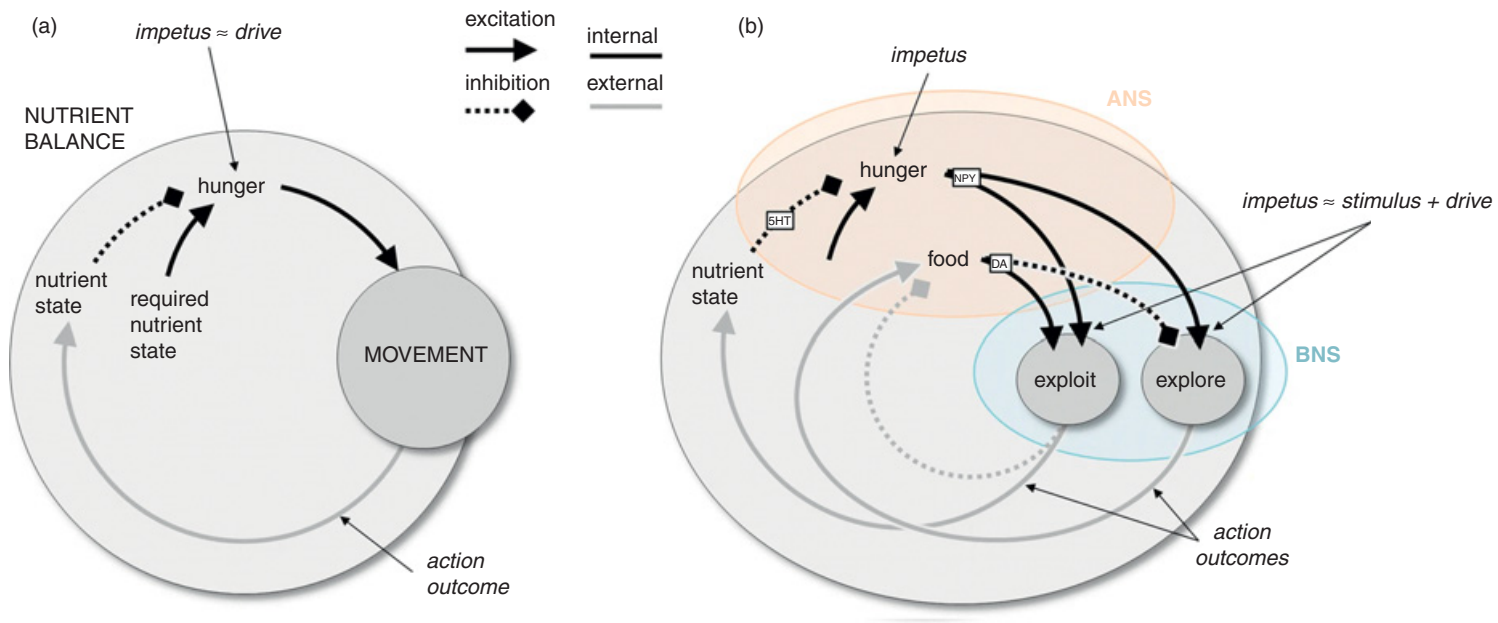 (a)
impetus ≈ drive
NUTRIENT
BALANCE
hunger
nutrient
state
required
nutrient
state
MOVEMENT
action
outcome
excitation
internal
inhibition
external
(b)
impetus
ANS
hunger
NPY
impetus ≈ stimulus + drive
5HT
food
DA
nutrient
state
BNS
exploit
explore
action
outcomes